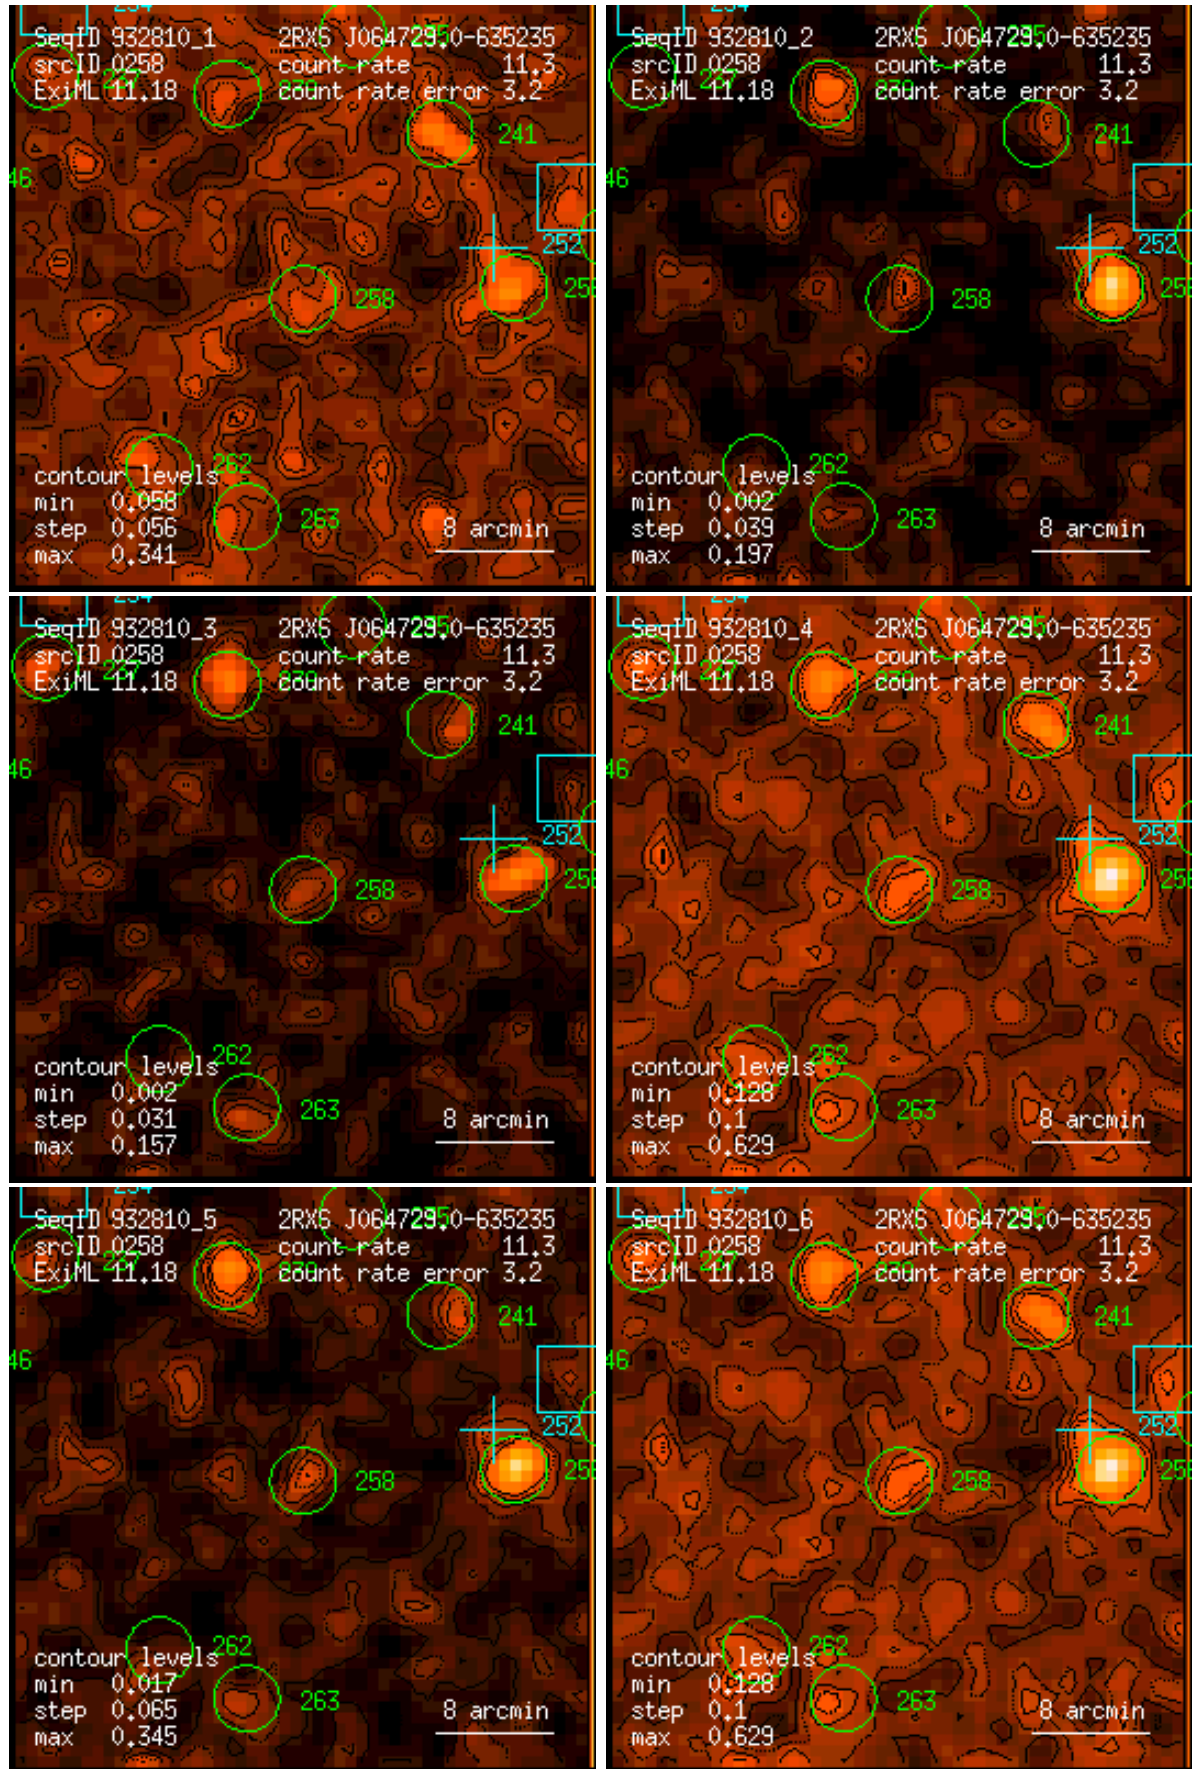 SeqID 932810_1 2RXS J064729.0-635235
srcID 0258 count rate 11.3
ExiML 11.18 count rate error 3.2
241
46
252
258
262
contour levels
min 0.058
263
step 0.056
8 arcmin
max 0.341
SeqID 932810_2 2RXS J064729.0-635235
srcID 0258 count rate 11.3
ExiML 11.18 count rate error 3.2
241
46
252
258
262
contour levels
min 0.002
263
step 0.039
8 arcmin
max 0.197
SeqID 932810_3 2RXS J064729.0-635235
srcID 0258 count rate 11.3
ExiML 11.18 count rate error 3.2
241
46
252
258
262
contour levels
min 0.002
263
step 0.031
8 arcmin
max 0.157
SeqID 932810_4 2RXS J064729.0-635235
srcID 0258 count rate 11.3
ExiML 11.18 count rate error 3.2
241
46
252
258
262
contour levels
min 0.128
263
step 0.1
8 arcmin
max 0.629
SeqID 932810_5 2RXS J064729.0-635235
srcID 0258 count rate 11.3
ExiML 11.18 count rate error 3.2
241
46
252
258
262
contour levels
min 0.017
263
step 0.065
8 arcmin
max 0.345
SeqID 932810_6 2RXS J064729.0-635235
srcID 0258 count rate 11.3
ExiML 11.18 count rate error 3.2
241
46
252
258
262
contour levels
min 0.128
263
step 0.1
8 arcmin
max 0.629